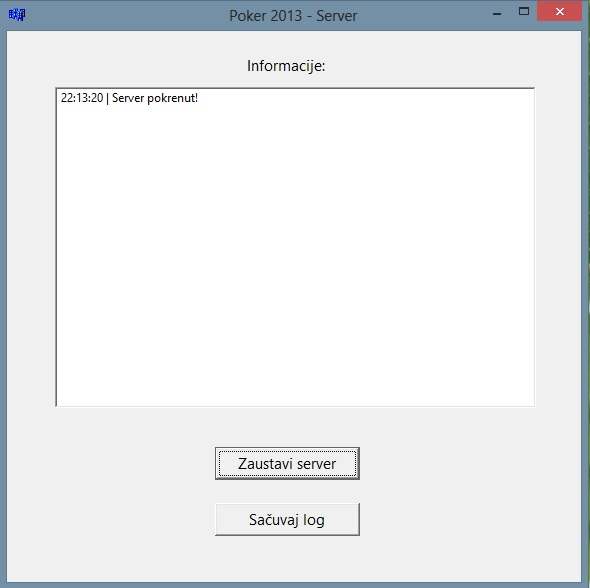 Poker 2013 - Server
Informacije:
22:13:20 | Server pokrenut!
Zaustavi server
Sačuvaj log